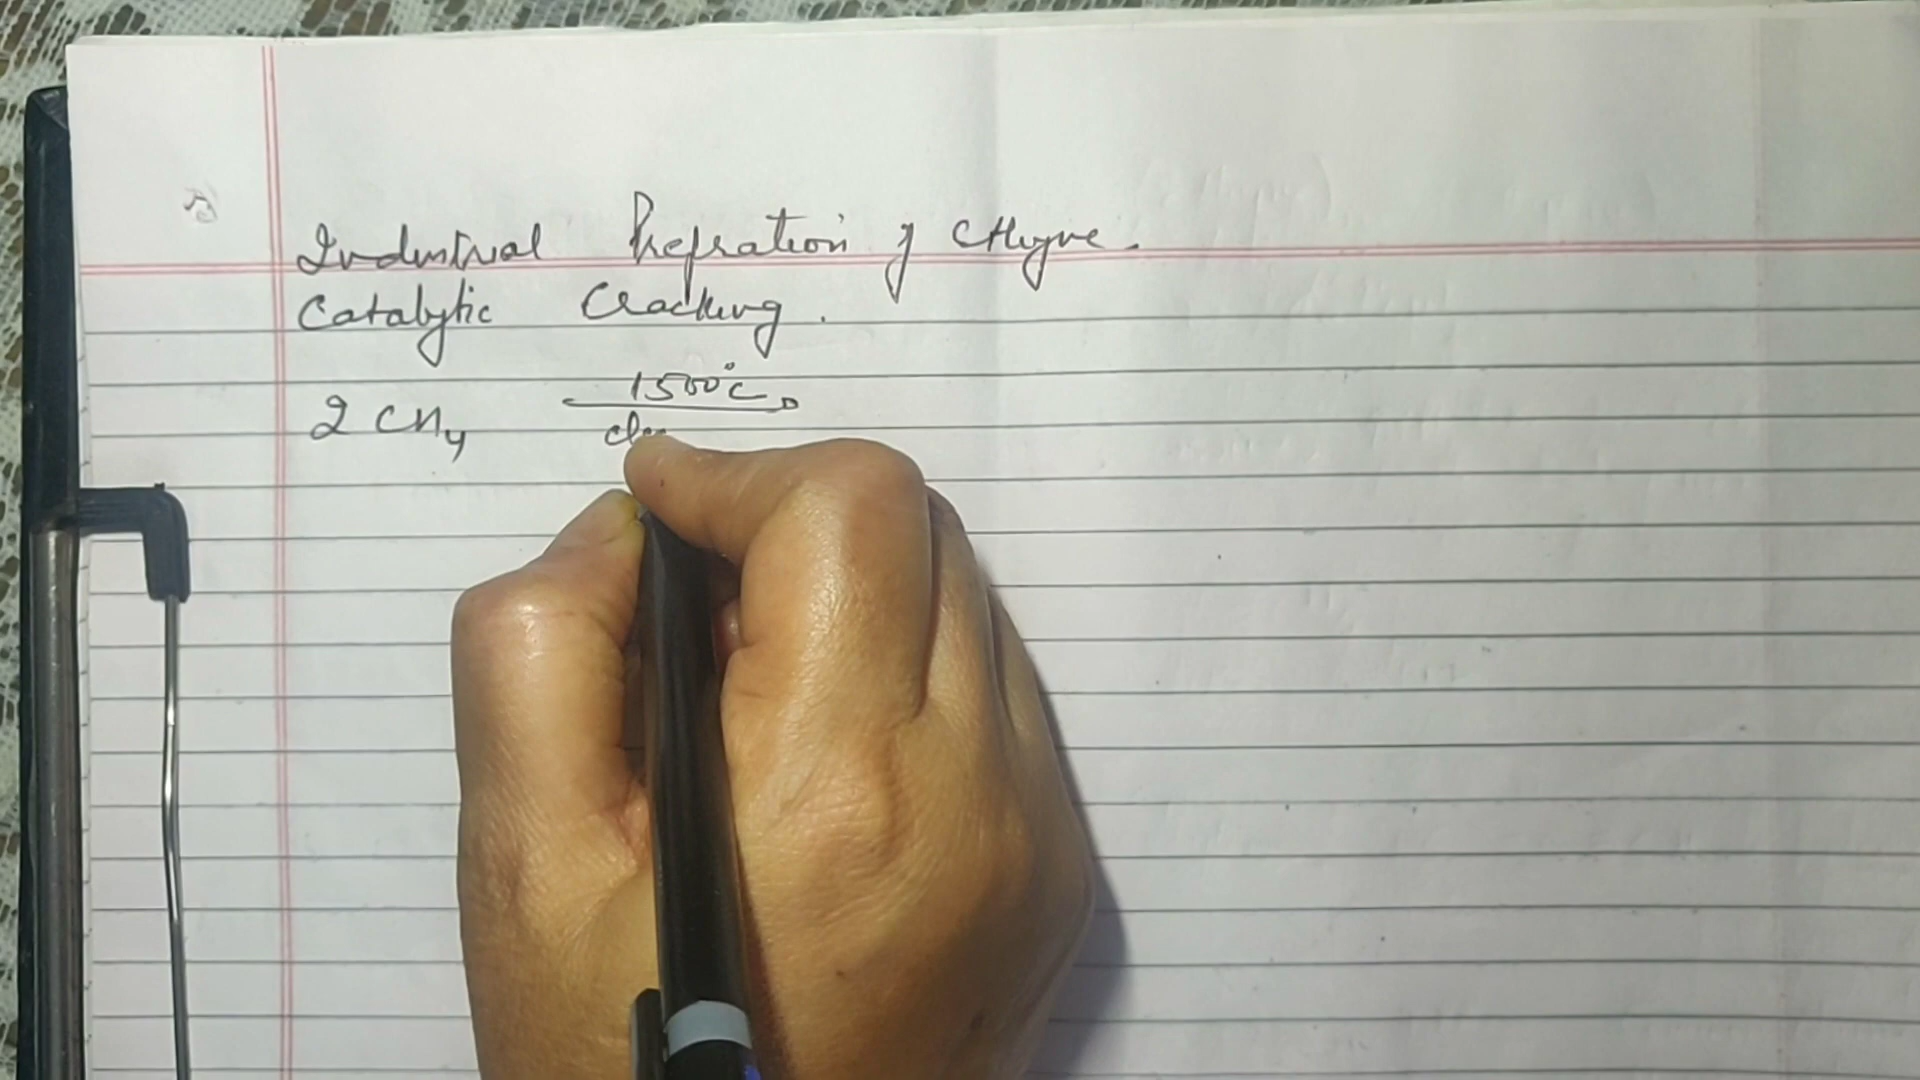 Industrial Prepration of ethyne.
Catalytic Cracking.
2 CH4 1500°C